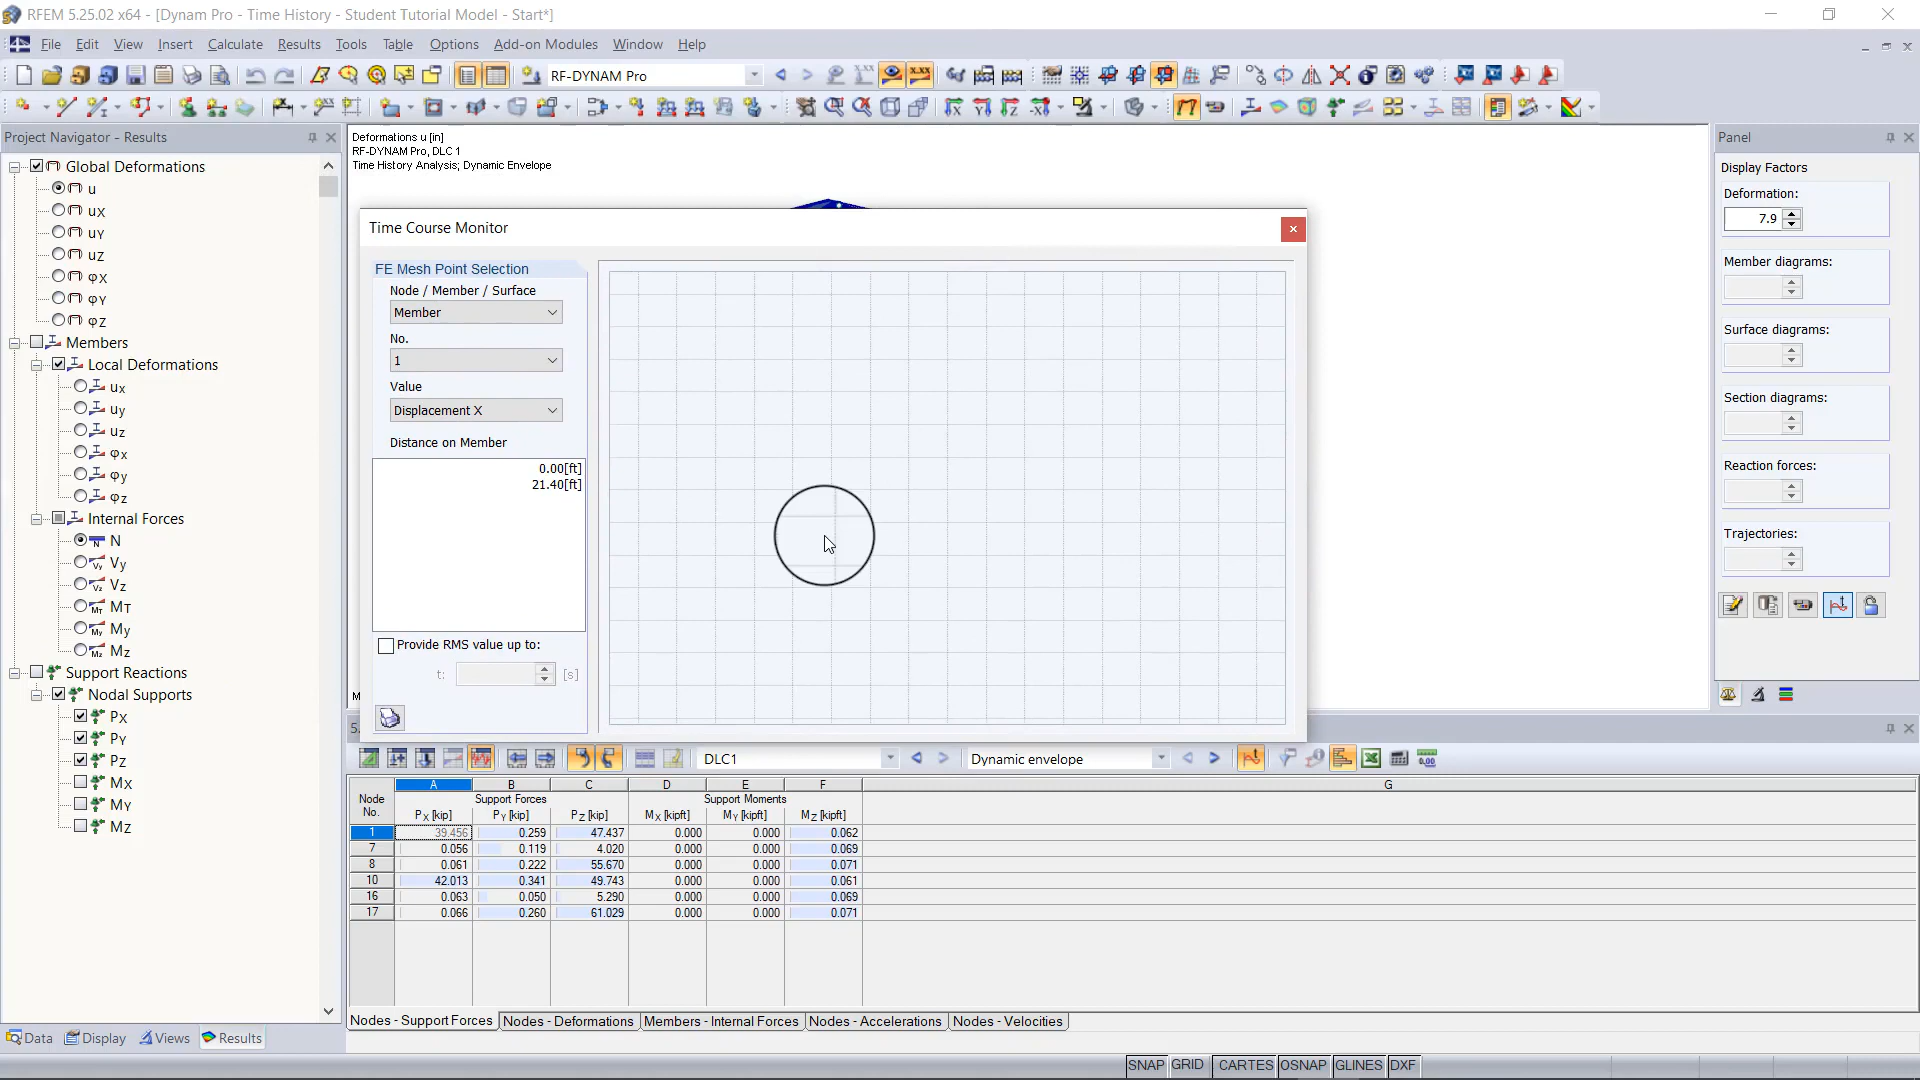 RFEM 5.25.02 x64 - [Dynam Pro - Time History - Student Tutorial Model - Start*]
File Edit View Insert Calculate Results Tools Table Options Add-on Modules Window Help
RF-DYNAM Pro
Project Navigator - Results
Global Deformations
u
uX
uY
uZ
φX
φY
φZ
Members
Local Deformations
ux
uy
uz
φx
φy
φz
Internal Forces
N
Vy
Vz
MT
My
Mz
Support Reactions
Nodal Supports
PX
PY
PZ
MX
MY
MZ
Data Display Views Results
Deformations u [in]
RF-DYNAM Pro, DLC 1
Time History Analysis; Dynamic Envelope
Time Course Monitor
FE Mesh Point Selection
Node / Member / Surface
Member
No.
1
Value
Displacement X
Distance on Member
0.00[ft]
21.40[ft]
Provide RMS value up to:
t: [s]
M
5.
DLC1 Dynamic envelope
A B C D E F G
Node Support Forces Support Moments
No. PX [kip] PY [kip] PZ [kip] MX [kipft] MY [kipft] MZ [kipft]
1 39.456 0.259 47.437 0.000 0.000 0.062
7 0.056 0.119 4.020 0.000 0.000 0.069
8 0.061 0.222 55.670 0.000 0.000 0.071
10 42.013 0.341 49.743 0.000 0.000 0.061
16 0.063 0.050 5.290 0.000 0.000 0.069
17 0.066 0.260 61.029 0.000 0.000 0.071
Nodes - Support Forces Nodes - Deformations Members - Internal Forces Nodes - Accelerations Nodes - Velocities
Panel
Display Factors
Deformation:
7.9
Member diagrams:
Surface diagrams:
Section diagrams:
Reaction forces:
Trajectories:
SNAP GRID CARTES OSNAP GLINES DXF